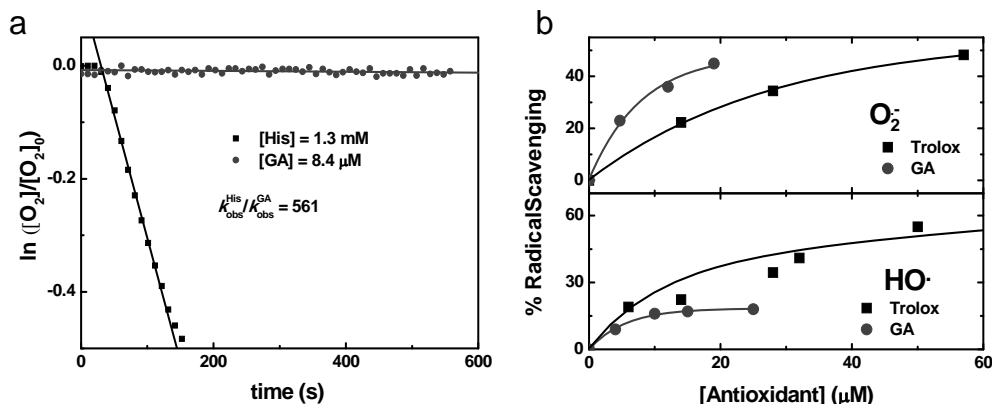 a
ln ([O2]/[O2]0
0.0
-0.2
-0.4
[His] = 1.3 mM
[GA] = 8.4 μM
kobs^His/kobs^GA = 561
0 200 400 600
time (s)
b
% RadicalScavenging
40
20
0
O2·-
Trolox
GA
60
30
0
HO·
Trolox
GA
0 20 40 60
[Antioxidant] (μM)